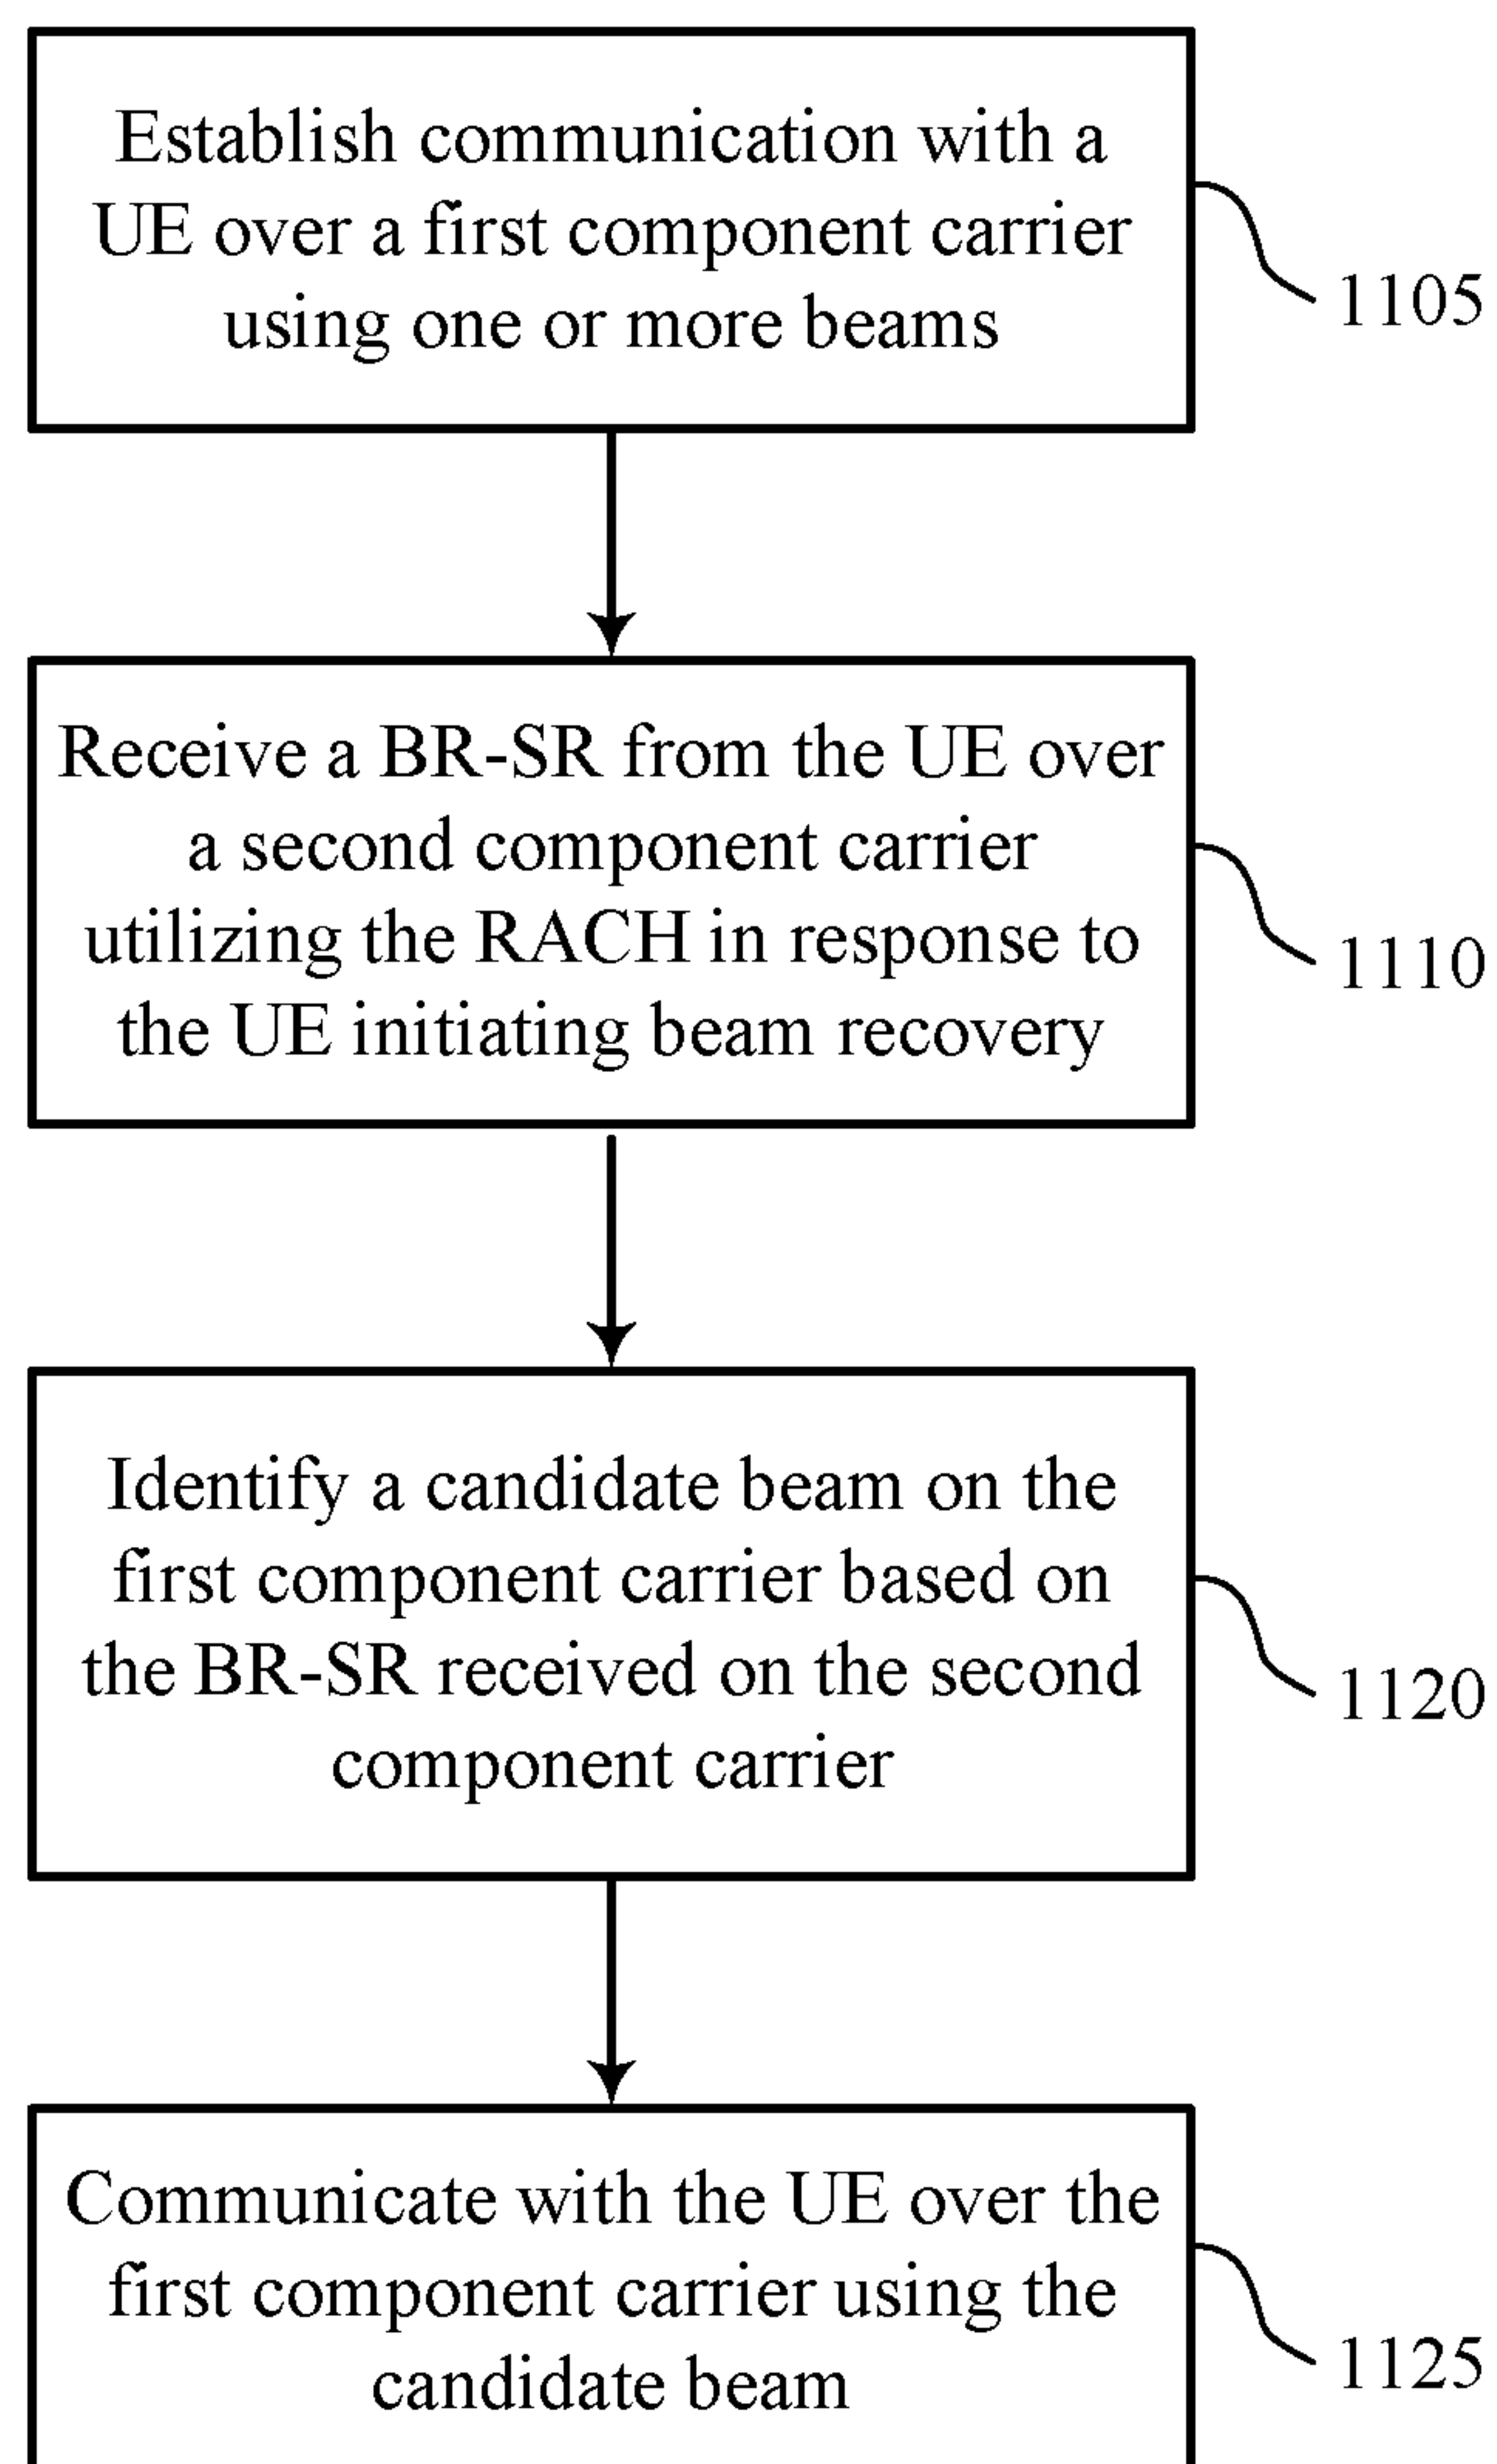 Establish communication with a
UE over a first component carrier
using one or more beams
1105
Receive a BR-SR from the UE over
a second component carrier
utilizing the RACH in response to
the UE initiating beam recovery
1110
Identify a candidate beam on the
first component carrier based on
the BR-SR received on the second
component carrier
1120
Communicate with the UE over the
first component carrier using the
candidate beam
1125